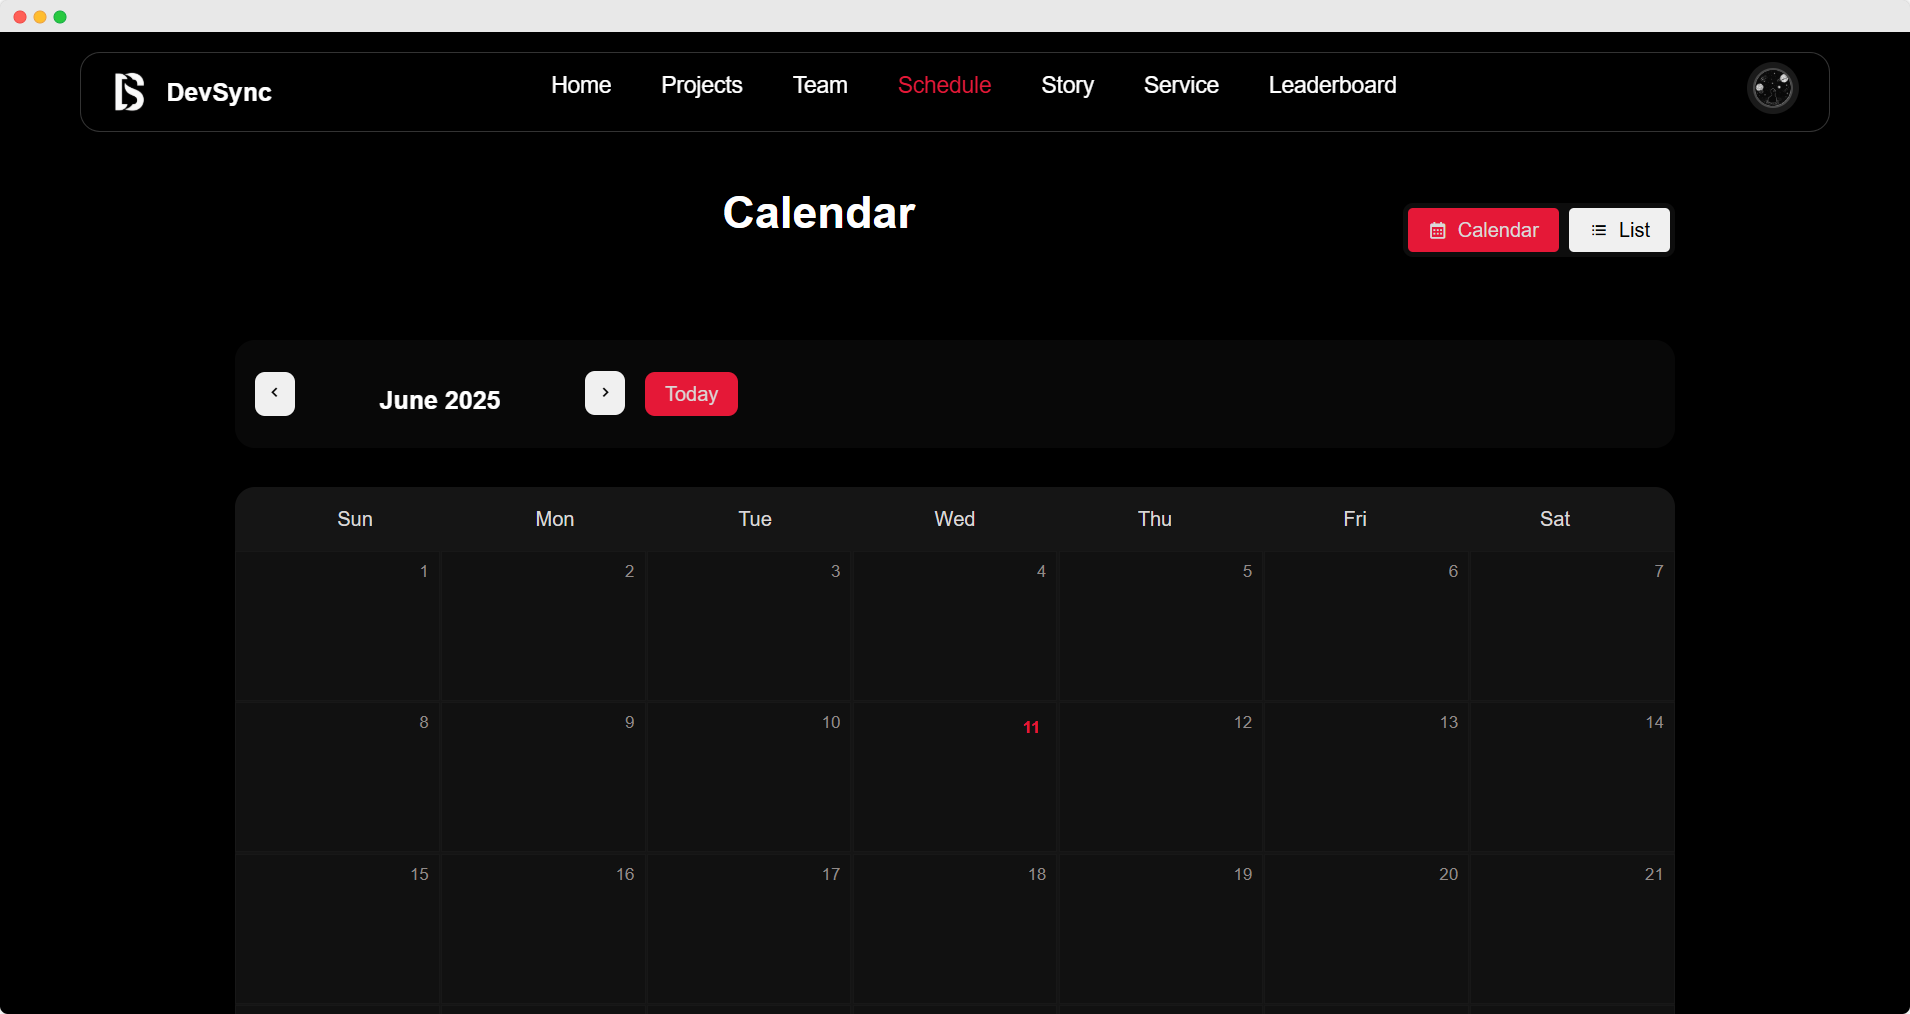 DevSync Home Projects Team Schedule Story Service Leaderboard
Calendar
Calendar List
June 2025 Today
Sun Mon Tue Wed Thu Fri Sat
1 2 3 4 5 6 7
8 9 10 11 12 13 14
15 16 17 18 19 20 21